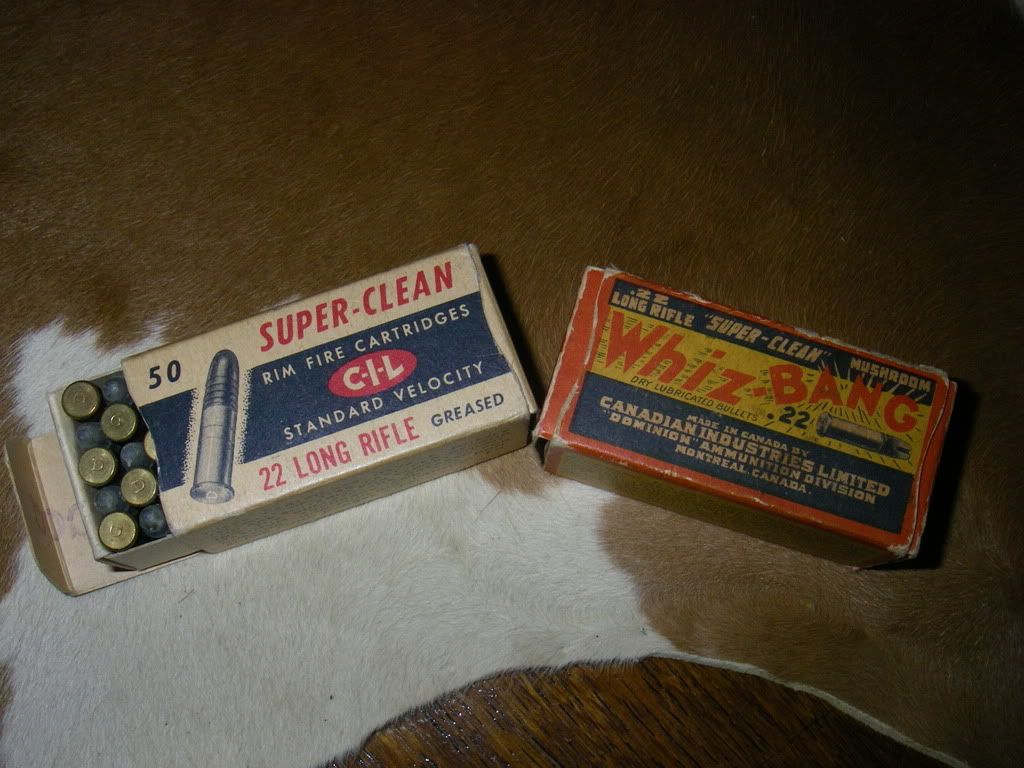 50
SUPER-CLEAN
RIM FIRE CARTRIDGES
C-I-L
STANDARD VELOCITY
22 LONG RIFLE GREASED
.22
LONG RIFLE "SUPER-CLEAN" MUSHROOM
Whiz-BANG
DRY LUBRICATED BULLETS .22
MADE IN CANADA BY
CANADIAN INDUSTRIES LIMITED
"DOMINION" AMMUNITION DIVISION
MONTREAL, CANADA.